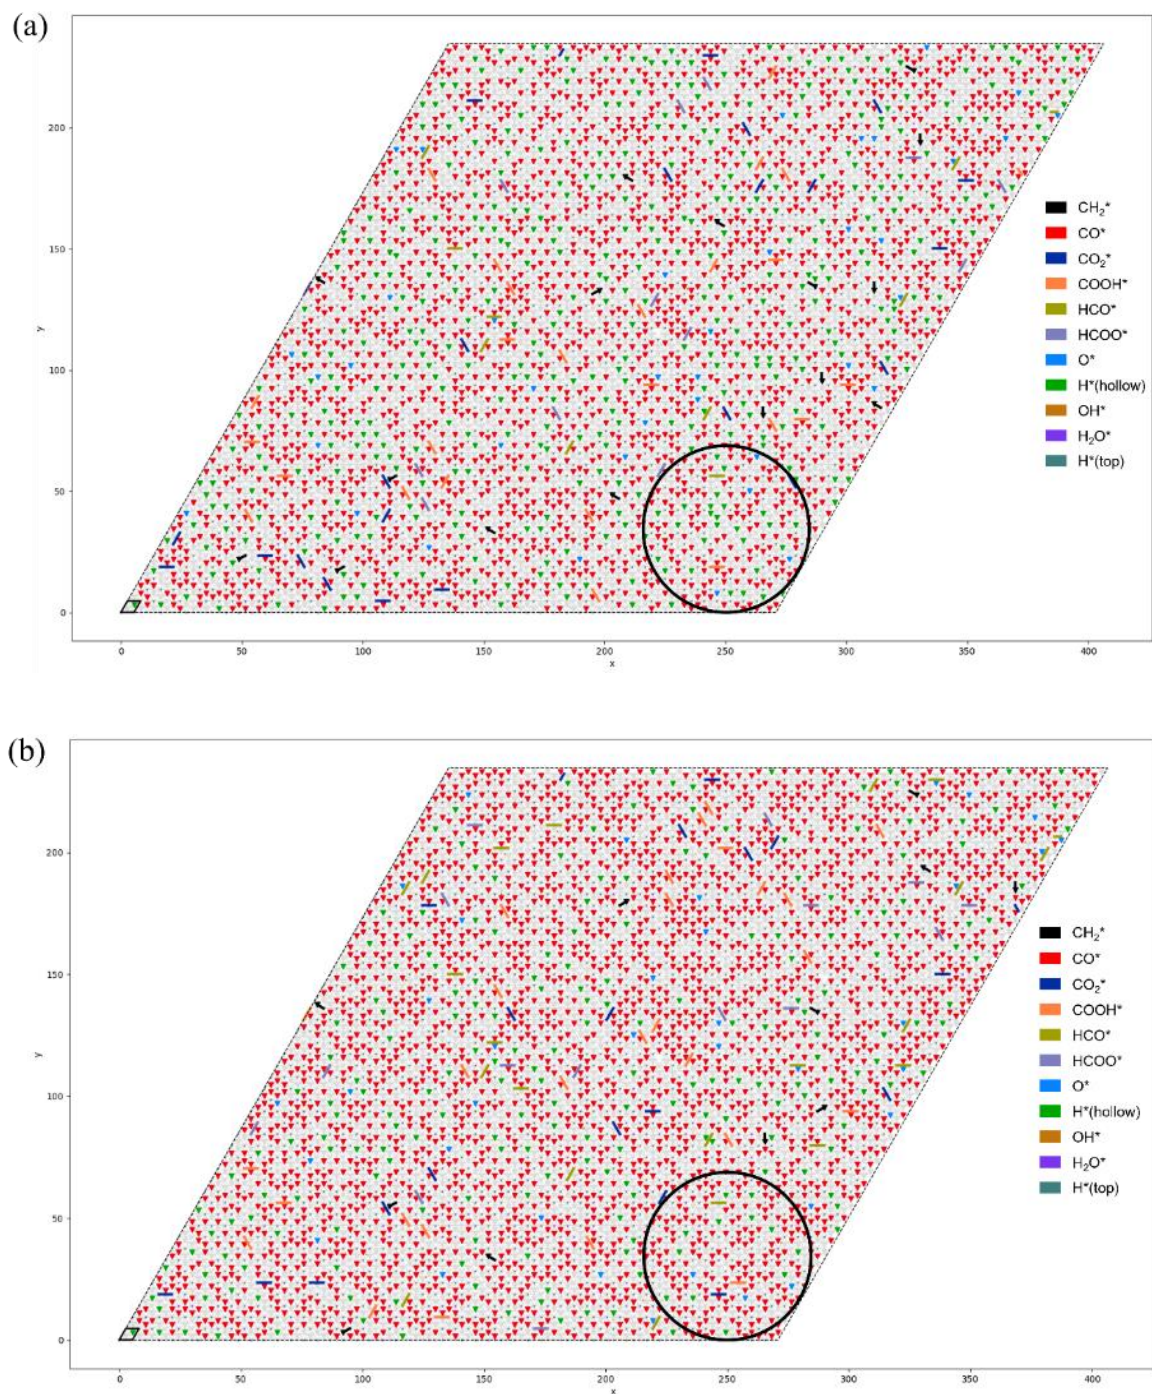 (a)
200
150
100
50
0
y
0 50 100 150 200 250 300 350 400
x
CH₂*
CO*
CO₂*
COOH*
HCO*
HCOO*
O*
H*(hollow)
OH*
H₂O*
H*(top)
(b)
200
150
100
50
0
y
0 50 100 150 200 250 300 350 400
x
CH₂*
CO*
CO₂*
COOH*
HCO*
HCOO*
O*
H*(hollow)
OH*
H₂O*
H*(top)